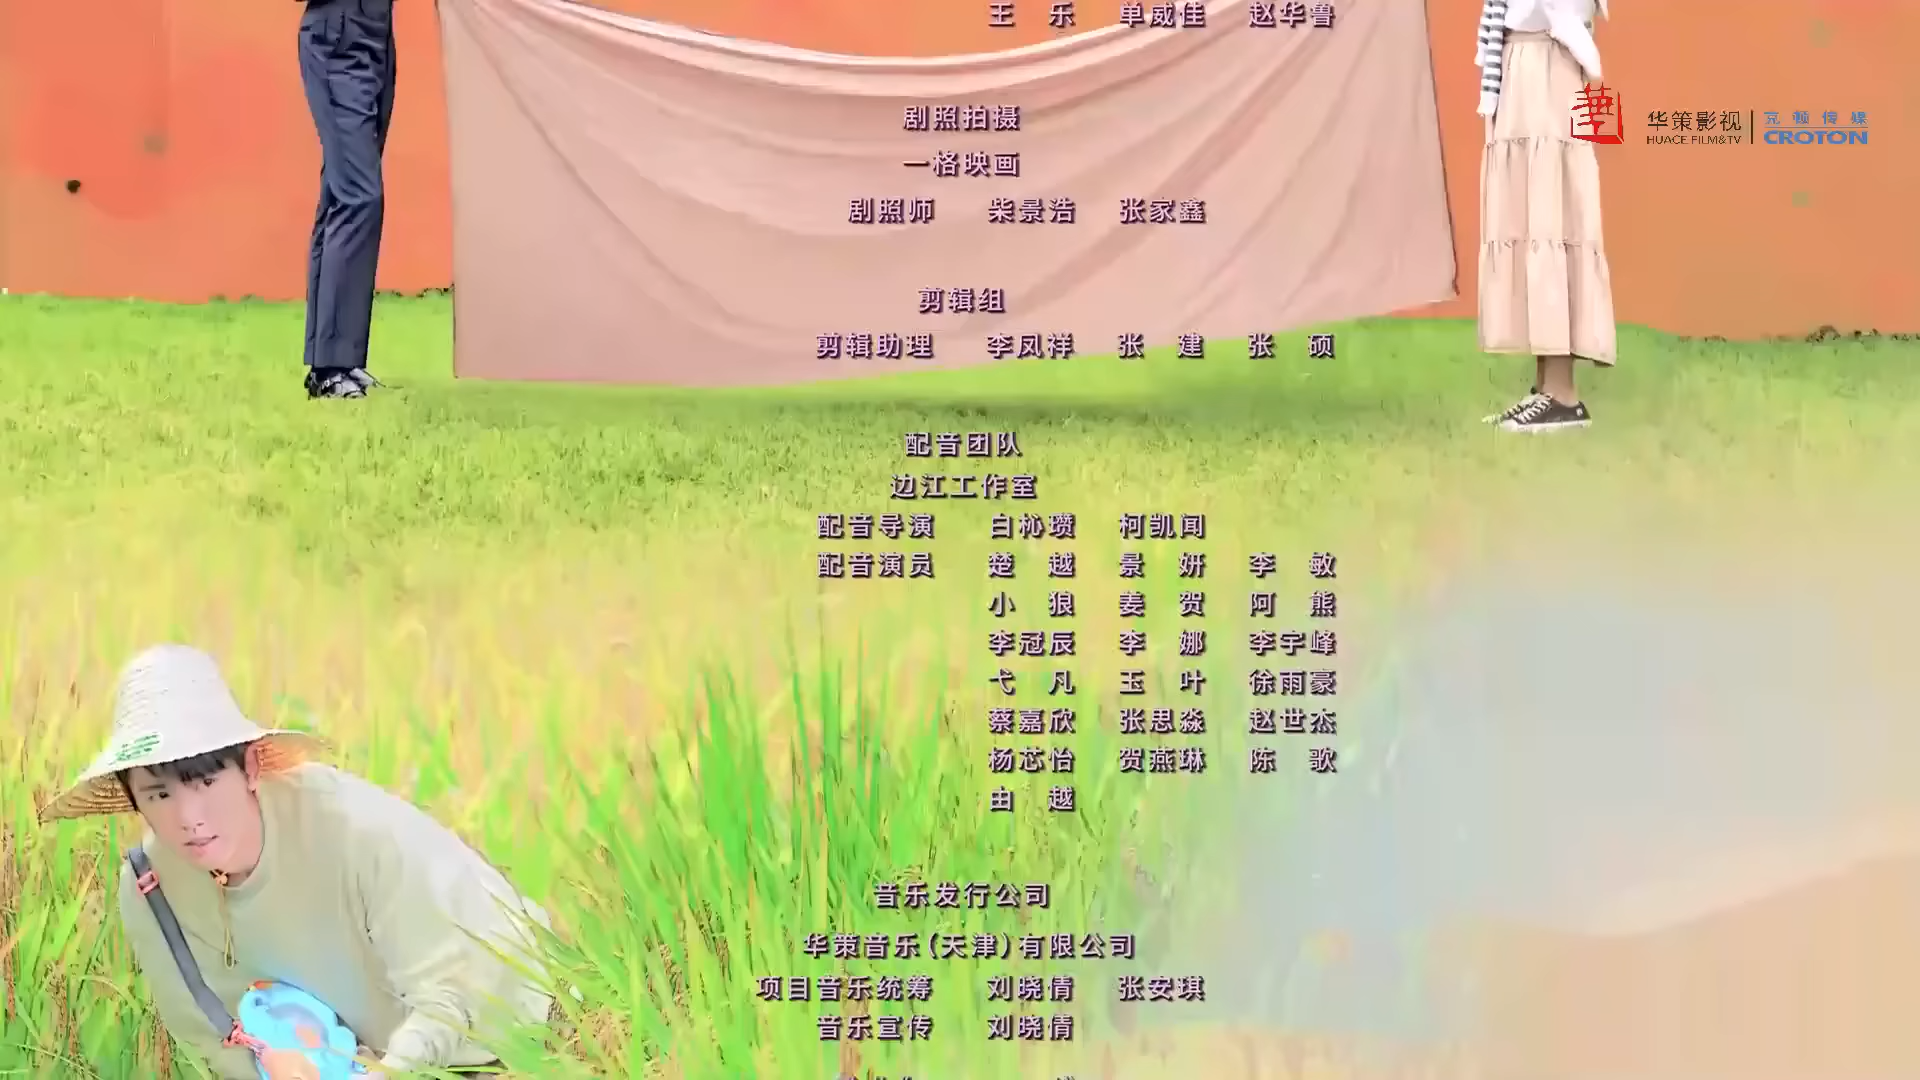 王 乐 单威佳 赵华鲁
華 华策影视 克顿传媒
HUACE FILM&TV CROTON
剧照拍摄
一格映画
剧照师 柴景浩 张家鑫
剪辑组
剪辑助理 李凤祥 张 建 张 硕
配音团队
边江工作室
配音导演 白杺瓒 柯凯闻
配音演员 楚 越 景 妍 李 敏
小 狼 姜 贺 阿 熊
李冠辰 李 娜 李宇峰
弋 凡 玉 叶 徐雨豪
蔡嘉欣 张思淼 赵世杰
杨芯怡 贺燕琳 陈 歌
由 越
音乐发行公司
华策音乐(天津)有限公司
项目音乐统筹 刘晓倩 张安琪
音乐宣传 刘晓倩